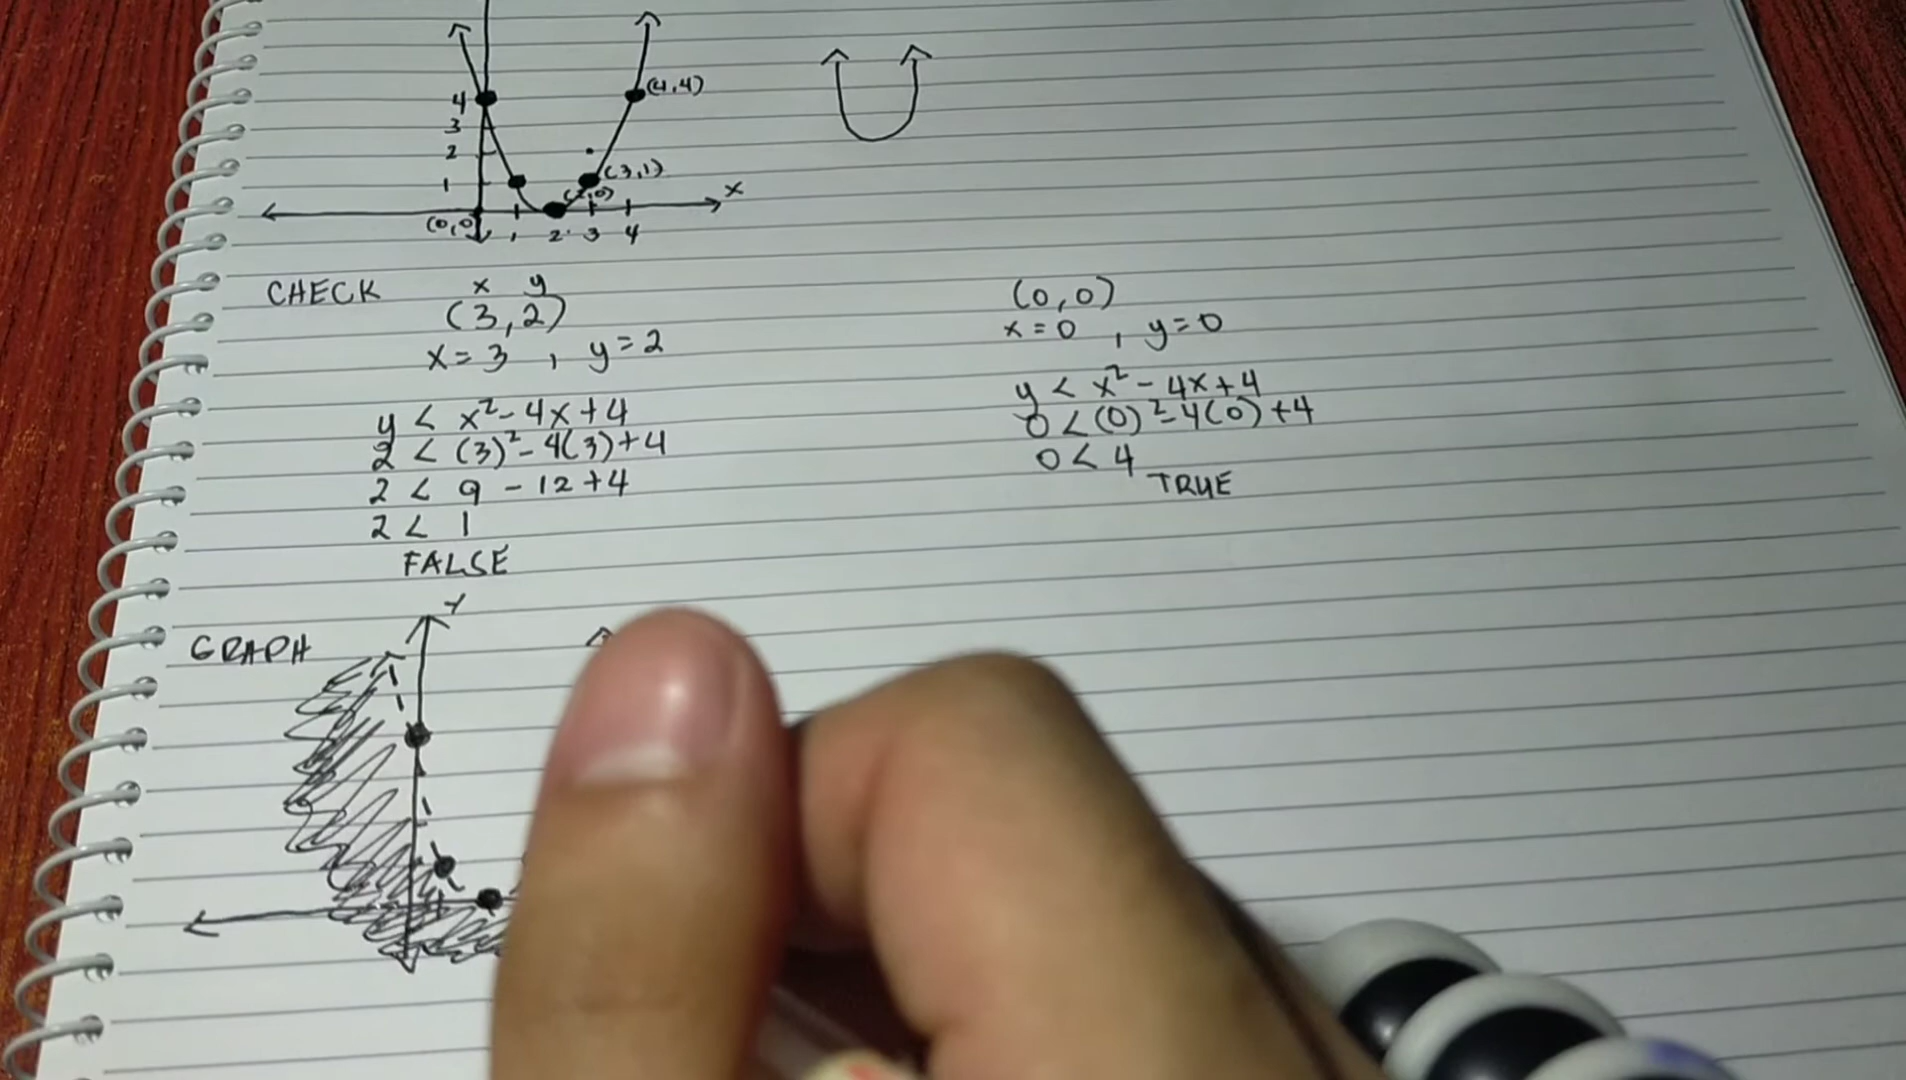 (4,4)
4
3
2
(3,1)
1
(2,0)
x
(0,0)
1 2 3 4
CHECK
x y
(3,2)
x=3 , y=2
y < x²-4x+4
2 < (3)²-4(3)+4
2 < 9-12+4
2 < 1
FALSE
(0,0)
x=0 , y=0
y < x²-4x+4
0 < (0)²-4(0)+4
0 < 4
TRUE
Y
GRAPH